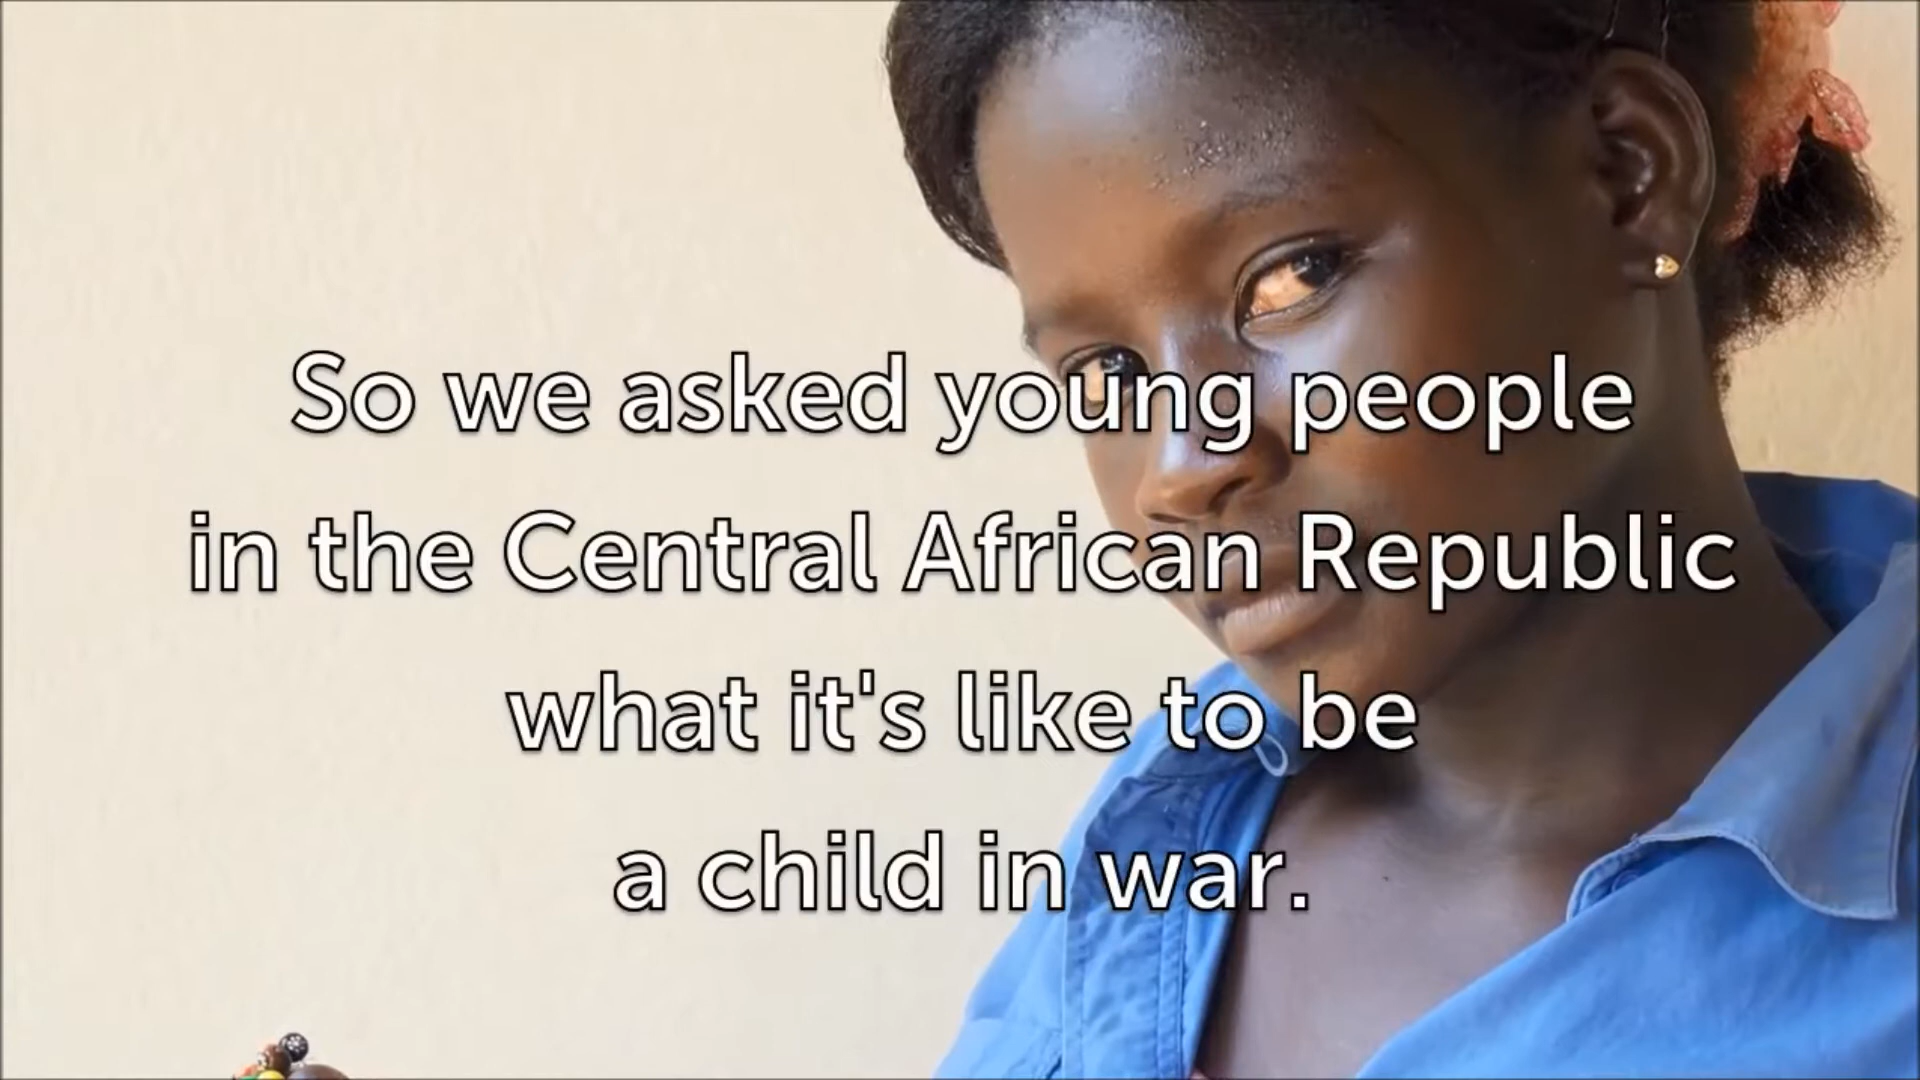 So we asked young people
in the Central African Republic
what it's like to be
a child in war.